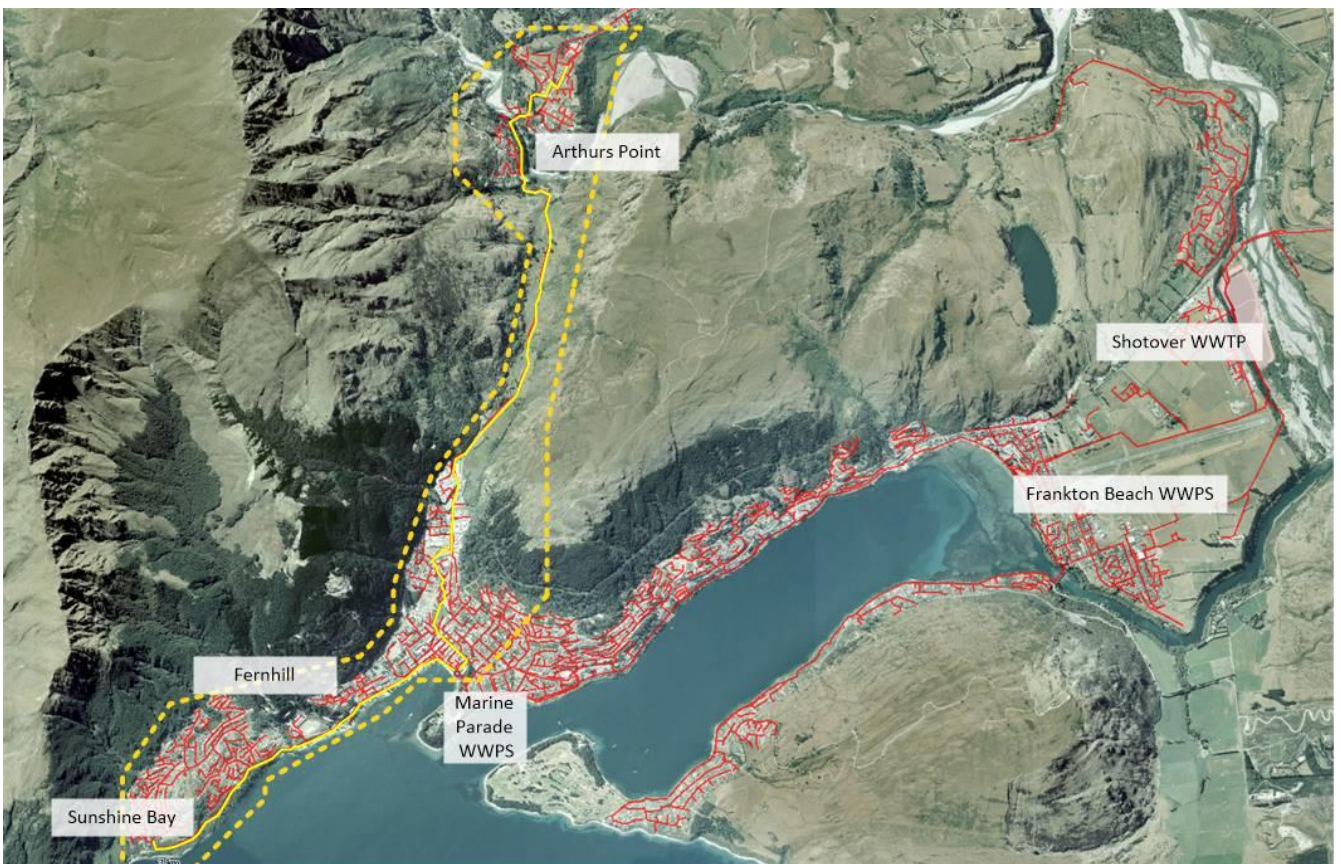 Arthurs Point
Shotover WWTP
Frankton Beach WWPS
Fernhill
Marine
Parade
WWPS
Sunshine Bay